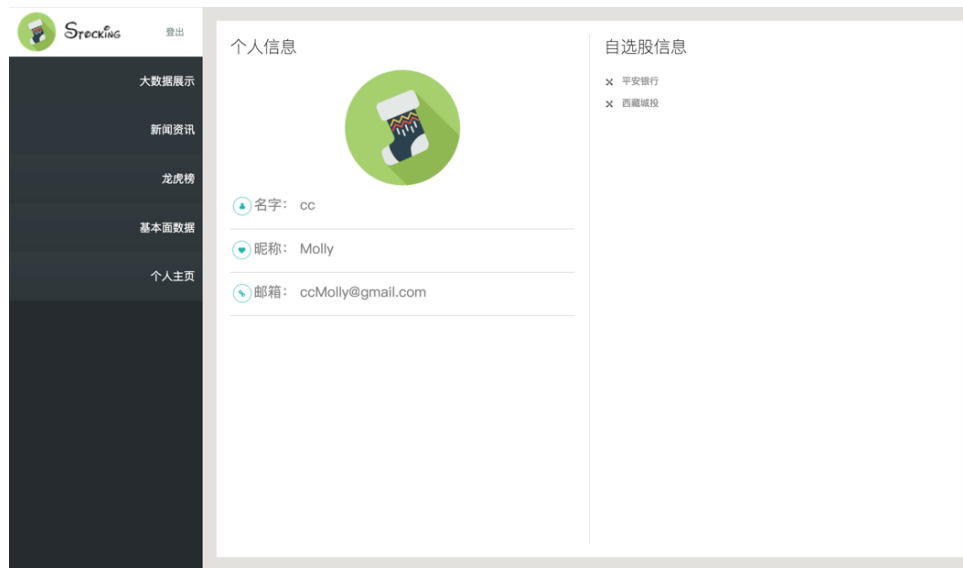 Stocking 登出
大数据展示
新闻资讯
龙虎榜
基本面数据
个人主页
个人信息
名字： cc
昵称： Molly
邮箱： ccMolly@gmail.com
自选股信息
平安银行
西藏城投